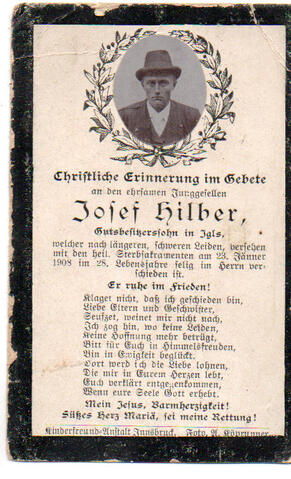 Christliche Erinnerung im Gebete
an den ehrsamen Junggesellen
Josef Hilber,
Gutsbesitzerssohn in Igls,
welcher nach längeren, schweren Leiden, versehen
mit den heil. Sterbsakramenten am 23. Jänner
1908 im 28. Lebensjahre selig im Herrn ver-
schieden ist.
Er ruhe im Frieden!
Klaget nicht, daß ich geschieden bin,
Liebe Eltern und Geschwister,
Seufzet, weinet mir nicht nach,
Ich zog hin, wo keine Leiden,
Keine Hoffnung mehr betrügt,
Bitt für Euch in Himmelsfreuden,
Bin in Ewigkeit beglückt.
Dort werd ich die Liebe lohnen,
Die mir in Eurem Herzen lebt,
Euch verklärt entgegenkommen,
Wenn eure Seele Gott erhebt.
Mein Jesus, Barmherzigkeit!
Süßes Herz Mariä, sei meine Rettung!
Kinderfreund-Anstalt Innsbruck. Foto, A. Köprunner